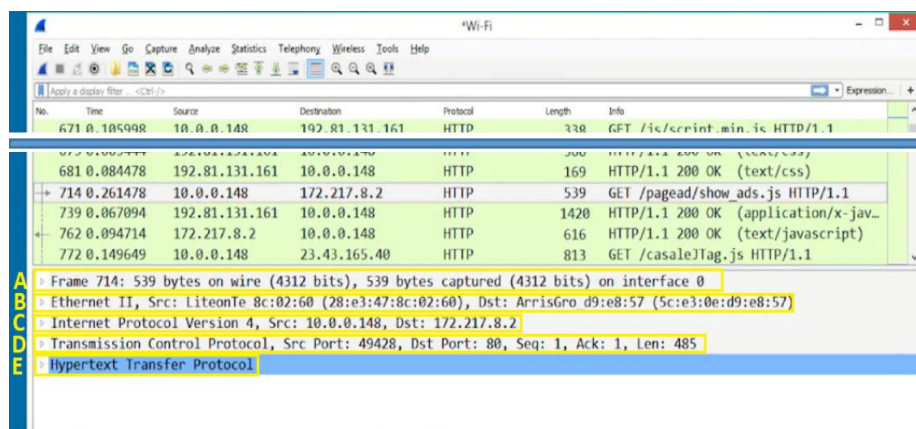 *Wi-Fi
File Edit View Go Capture Analyze Statistics Telephony Wireless Tools Help
Apply a display filter ... <Ctrl-/> Expression... +
No. Time Source Destination Protocol Length Info
671 0.105998 10.0.0.148 192.81.131.161 HTTP 338 GET /js/script.min.js HTTP/1.1
HTTP/1.1 200 OK (text/css)
681 0.084478 192.81.131.161 10.0.0.148 HTTP 169 HTTP/1.1 200 OK (text/css)
714 0.261478 10.0.0.148 172.217.8.2 HTTP 539 GET /pagead/show_ads.js HTTP/1.1
739 0.067094 192.81.131.161 10.0.0.148 HTTP 1420 HTTP/1.1 200 OK (application/x-jav…
762 0.094714 172.217.8.2 10.0.0.148 HTTP 616 HTTP/1.1 200 OK (text/javascript)
772 0.149649 10.0.0.148 23.43.165.40 HTTP 813 GET /casaleJTag.js HTTP/1.1
A Frame 714: 539 bytes on wire (4312 bits), 539 bytes captured (4312 bits) on interface 0
B Ethernet II, Src: LiteonTe 8c:02:60 (28:e3:47:8c:02:60), Dst: ArrisGro d9:e8:57 (5c:e3:0e:d9:e8:57)
C Internet Protocol Version 4, Src: 10.0.0.148, Dst: 172.217.8.2
D Transmission Control Protocol, Src Port: 49428, Dst Port: 80, Seq: 1, Ack: 1, Len: 485
E Hypertext Transfer Protocol